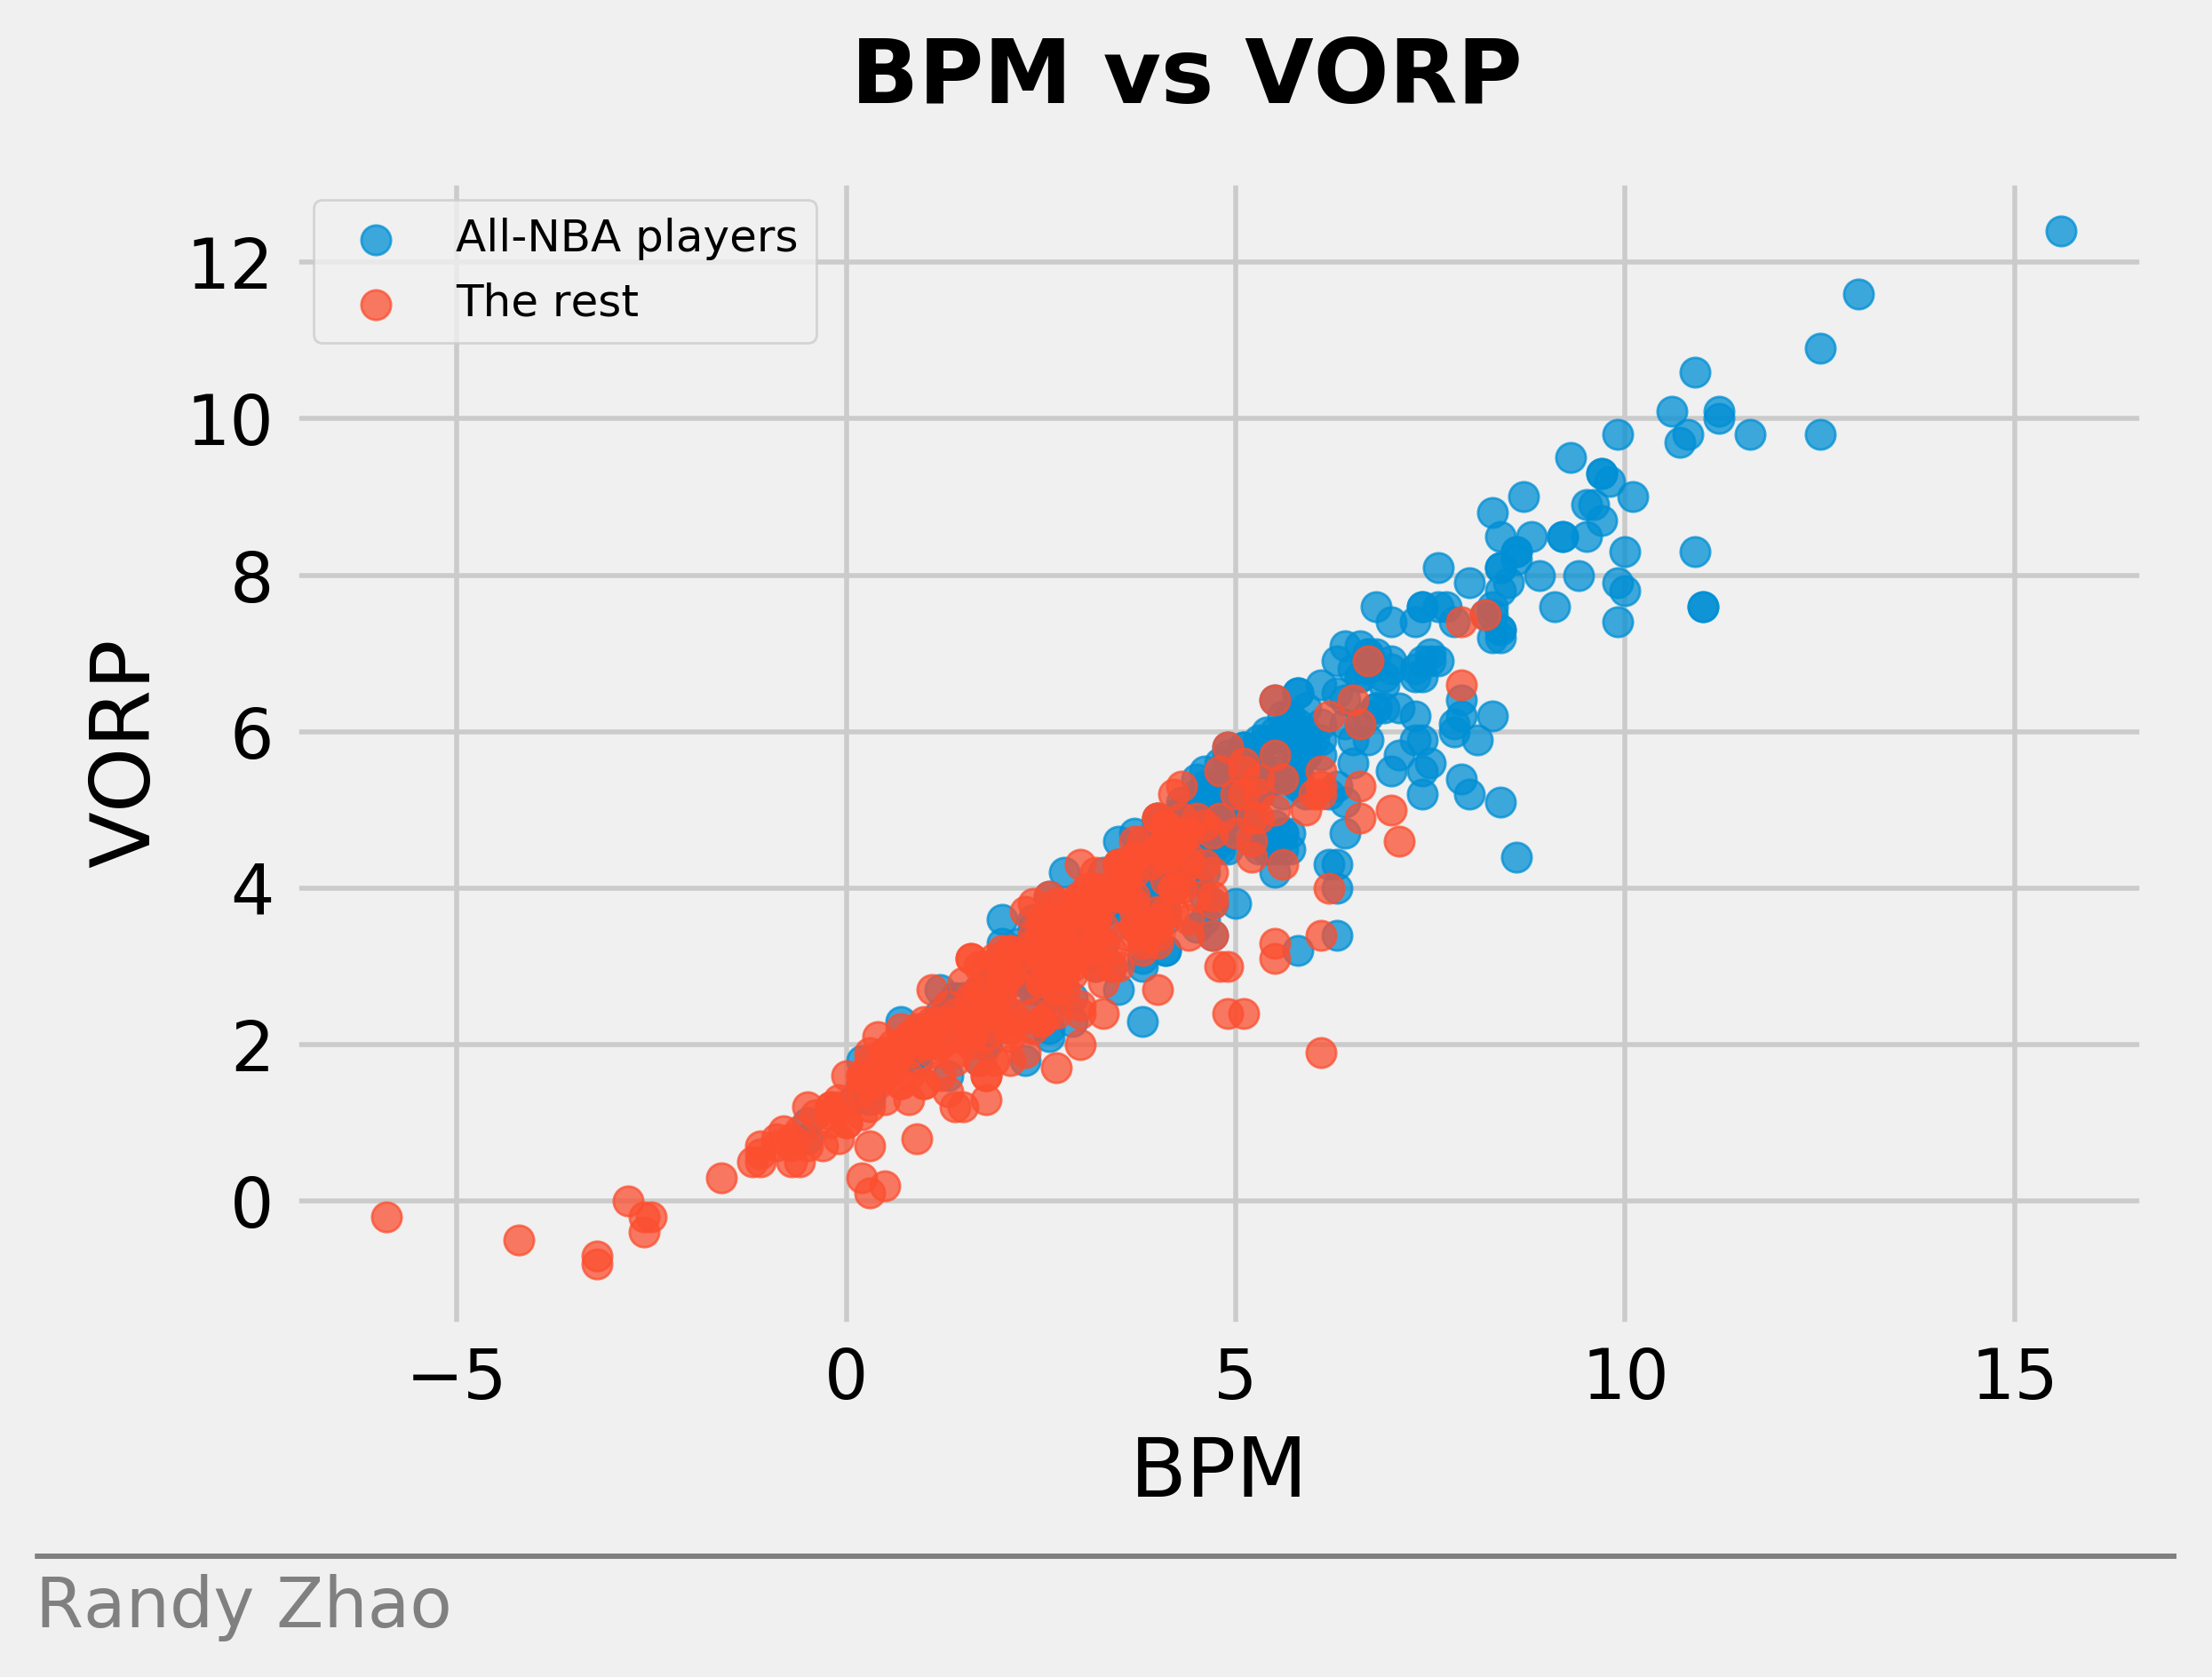 BPM vs VORP
All-NBA players
The rest
12
10
8
6
4
2
0
VORP
−5 0 5 10 15
BPM
Randy Zhao